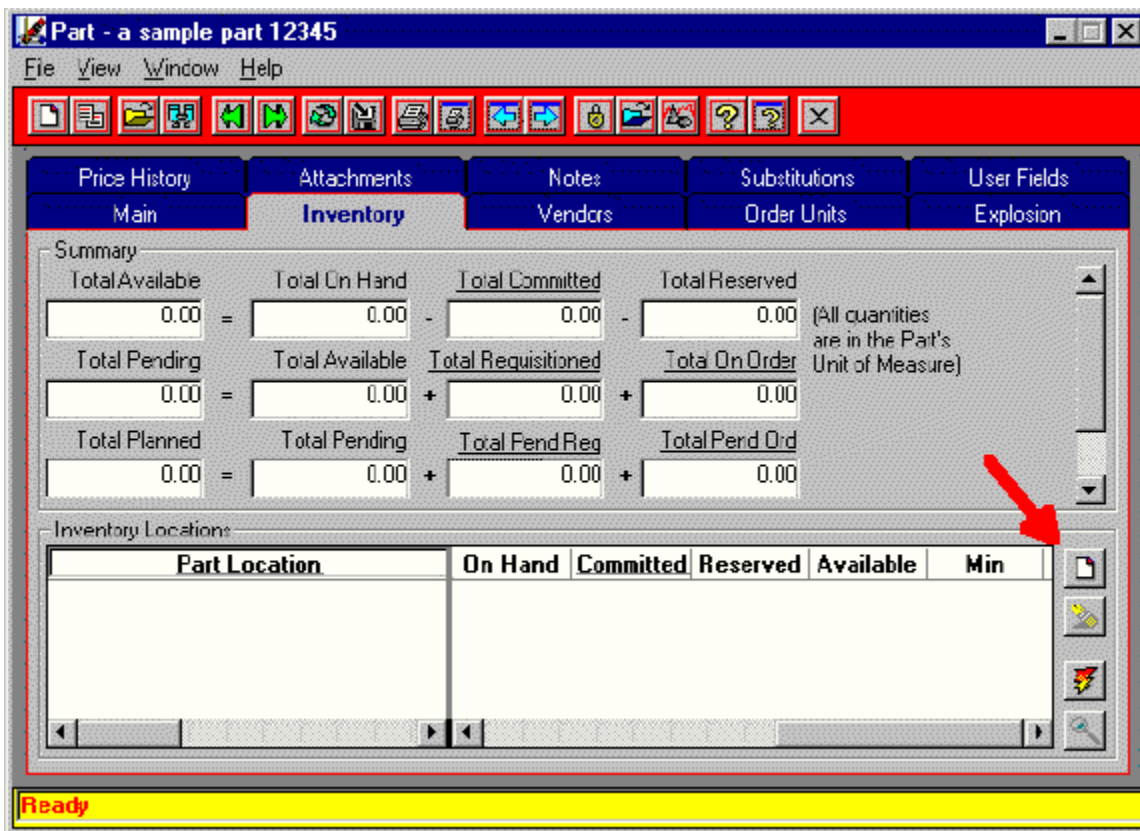 Part - a sample part 12345
File View Window Help
Price History Attachments Notes Substitutions User Fields
Main Inventory Vendors Order Units Explosion
Summary
Total Available Total On Hand Total Committed Total Reserved
0.00 = 0.00 - 0.00 - 0.00 (All quantities
are in the Part's
Total Pending Total Available Total Requisitioned Total On Order Unit of Measure)
0.00 = 0.00 + 0.00 + 0.00
Total Planned Total Pending Total Pend Req Total Pend Ord
0.00 = 0.00 + 0.00 + 0.00
Inventory Locations
Part Location On Hand Committed Reserved Available Min
Ready